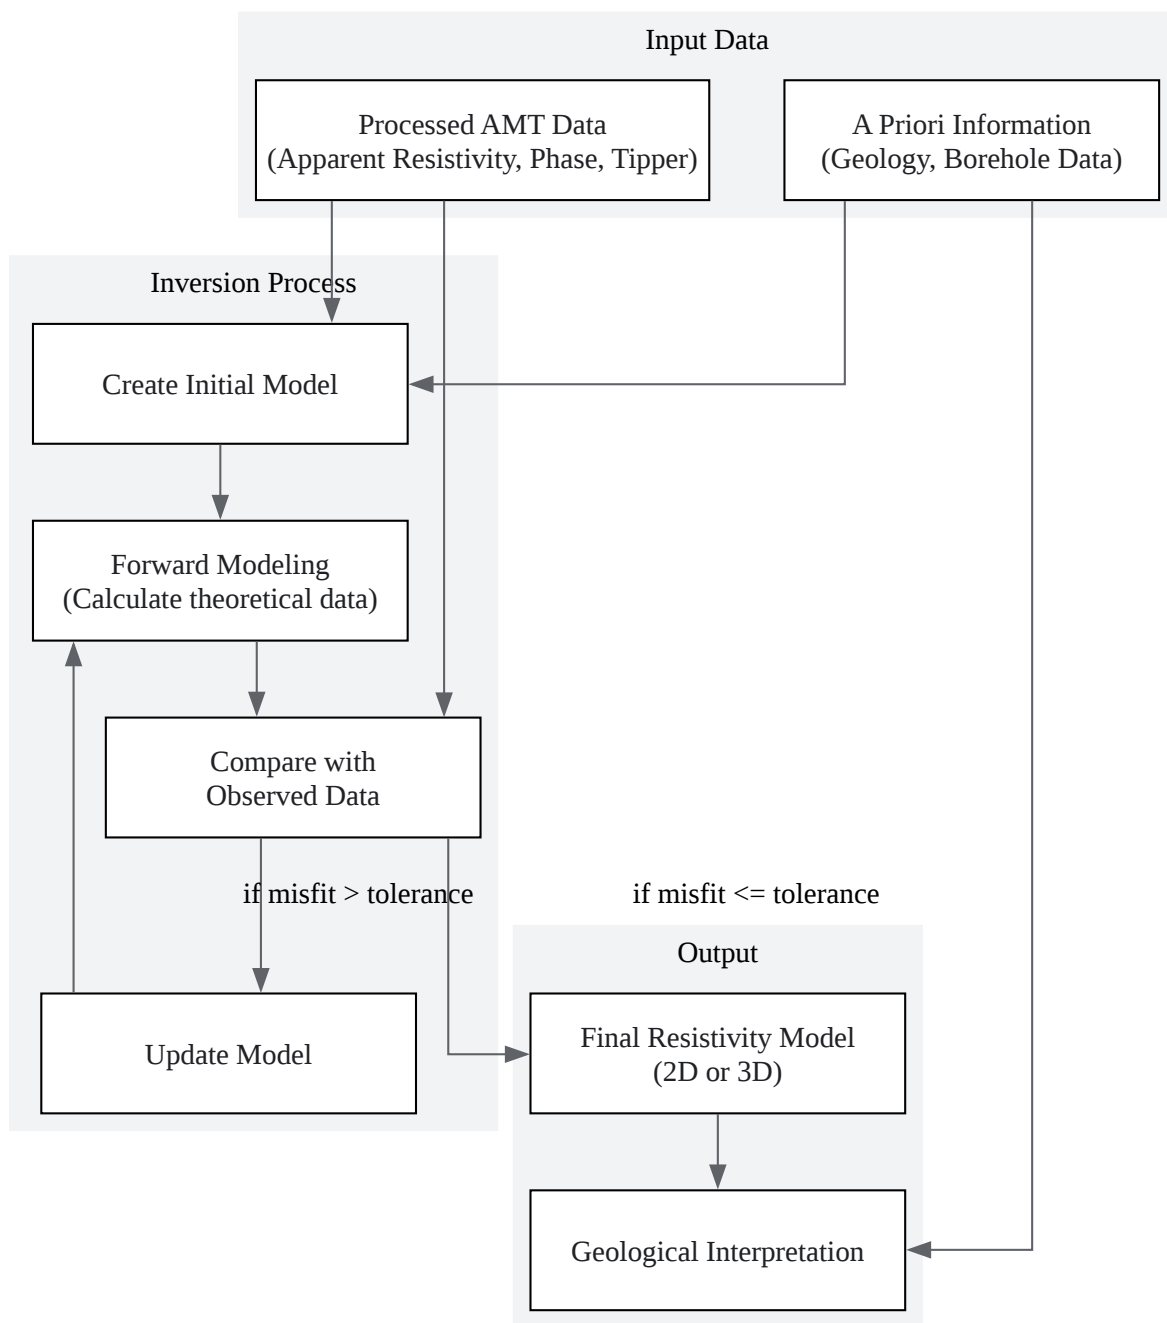 Input Data
Processed AMT Data
(Apparent Resistivity, Phase, Tipper)
A Priori Information
(Geology, Borehole Data)
Inversion Process
Create Initial Model
Forward Modeling
(Calculate theoretical data)
Compare with
Observed Data
if misfit > tolerance
if misfit <= tolerance
Update Model
Output
Final Resistivity Model
(2D or 3D)
Geological Interpretation